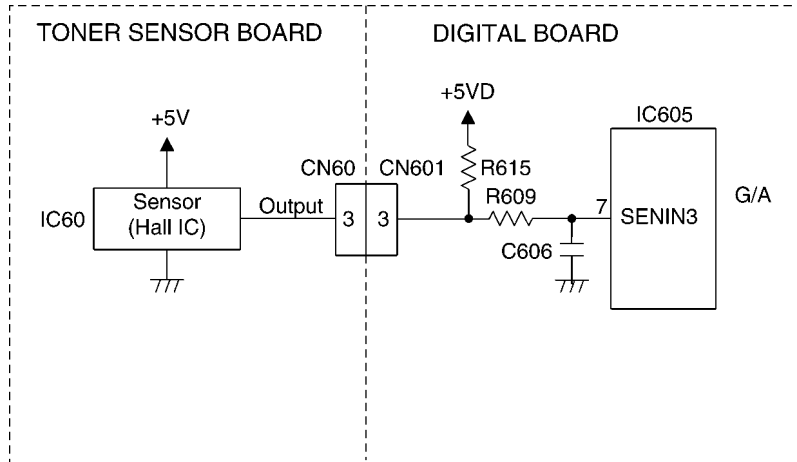 TONER SENSOR BOARD
DIGITAL BOARD
+5VD
+5V
IC605
CN60
CN601
R615
R609
G/A
IC60
Sensor
(Hall IC)
Output
3
3
7
SENIN3
C606